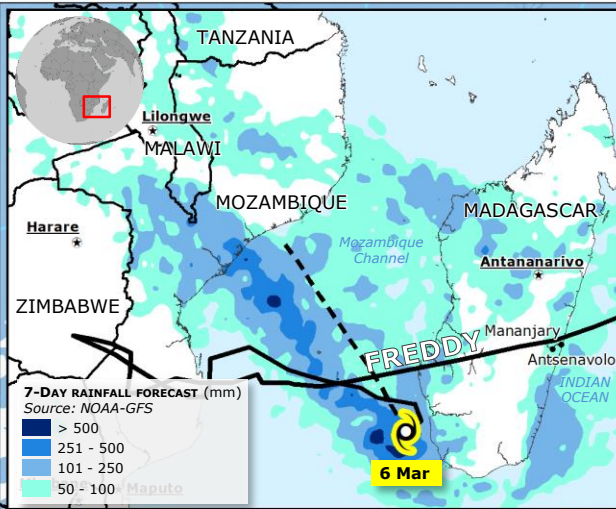 TANZANIA
Lilongwe
MALAWI
MOZAMBIQUE
MADAGASCAR
Harare
Mozambique
Channel
Antananarivo
ZIMBABWE
Mananjary
FREDDY
Antsenavolo
INDIAN
OCEAN
7-DAY RAINFALL FORECAST (mm)
Source: NOAA-GFS
> 500
251 - 500
101 - 250
50 - 100
6 Mar
Maputo